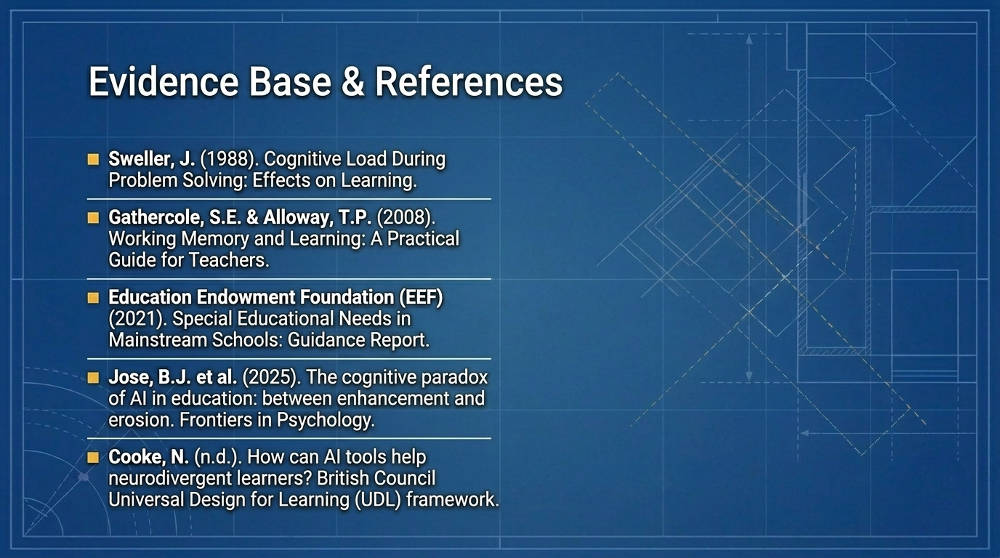 Evidence Base & References
Sweller, J. (1988). Cognitive Load During
Problem Solving: Effects on Learning.
Gathercole, S.E. & Alloway, T.P. (2008).
Working Memory and Learning: A Practical
Guide for Teachers.
Education Endowment Foundation (EEF)
(2021). Special Educational Needs in
Mainstream Schools: Guidance Report.
Jose, B.J. et al. (2025). The cognitive paradox
of AI in education: between enhancement and
erosion. Frontiers in Psychology.
Cooke, N. (n.d.). How can AI tools help
neurodivergent learners? British Council
Universal Design for Learning (UDL) framework.